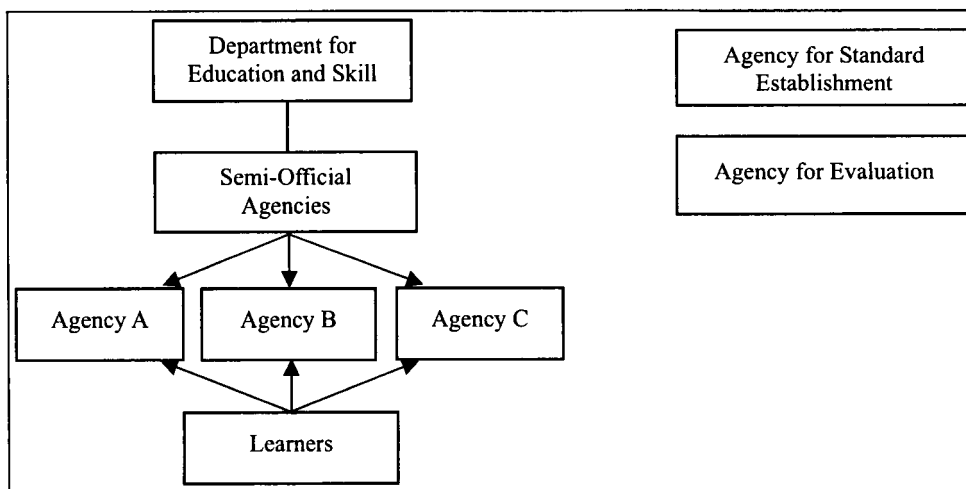 Department for
Education and Skill
Agency for Standard
Establishment
Semi-Official
Agencies
Agency for Evaluation
Agency A
Agency B
Agency C
Learners